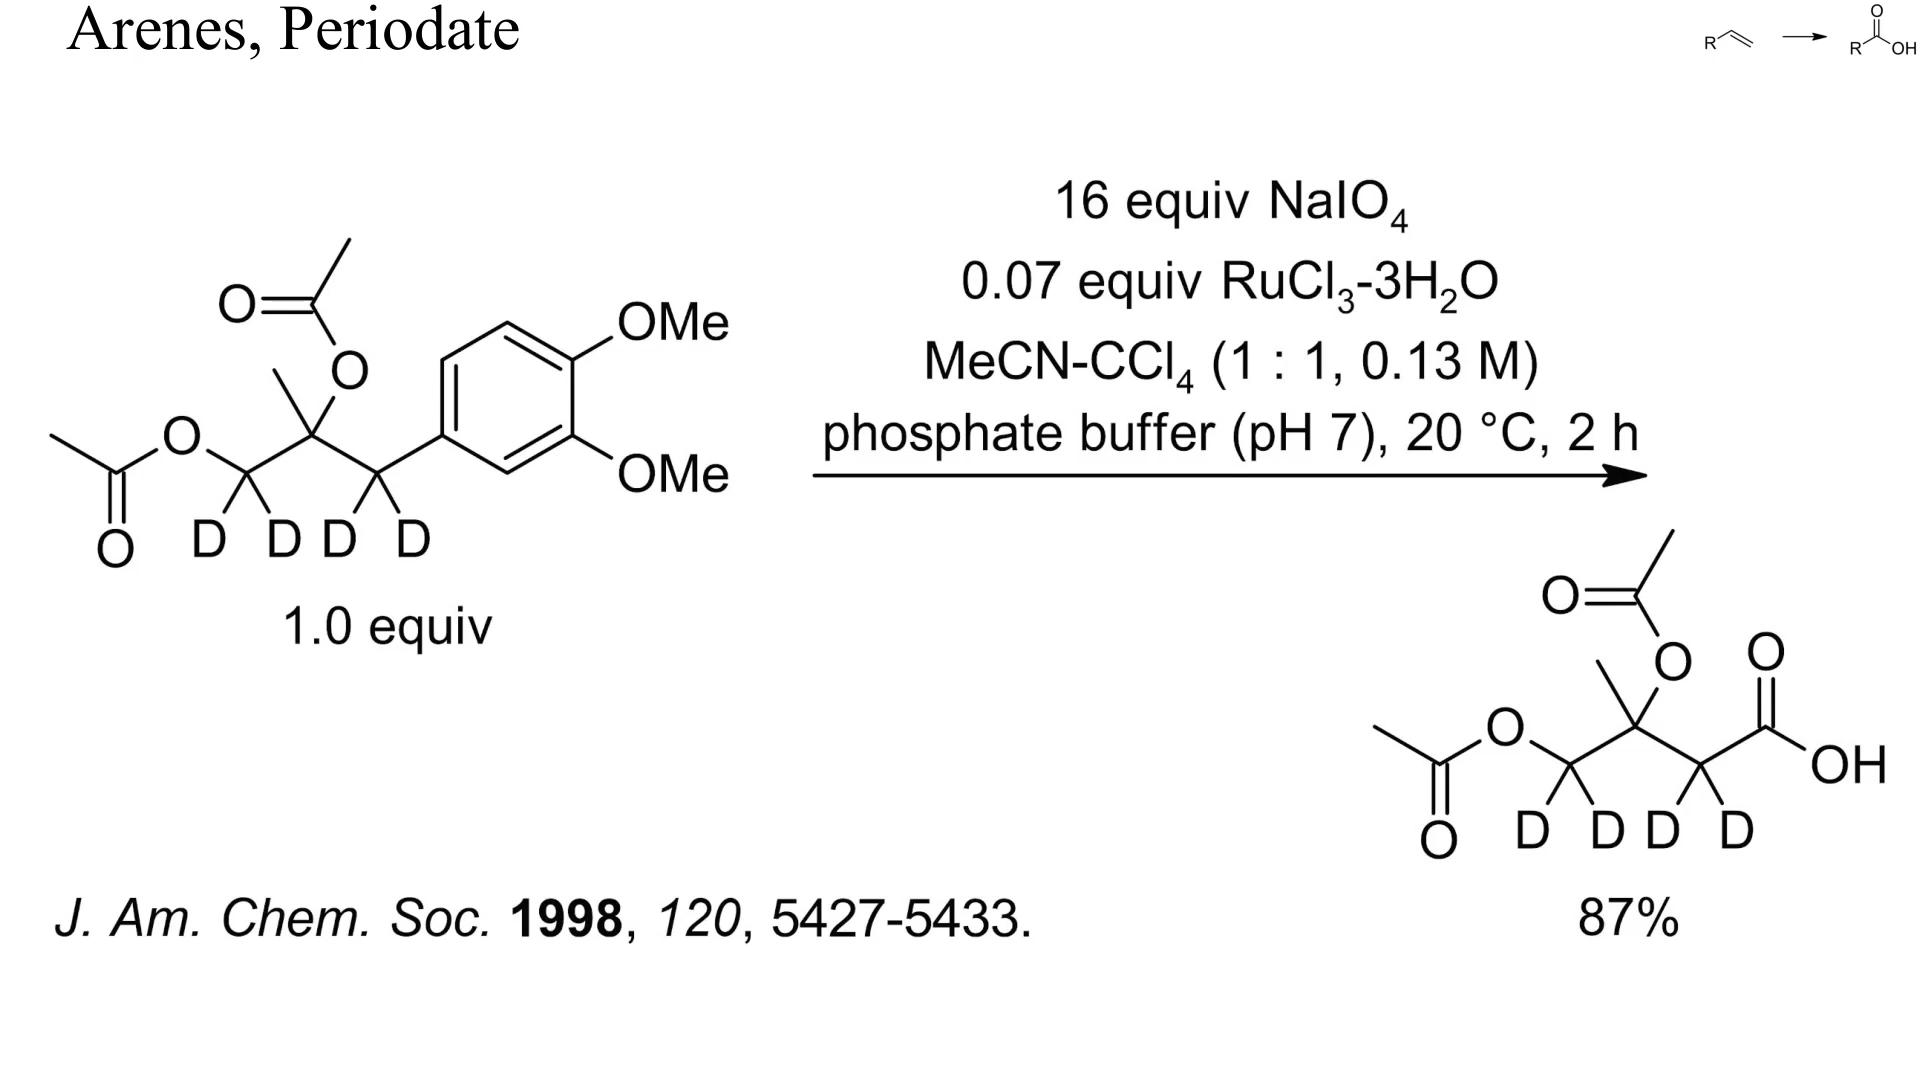 Arenes, Periodate
R
R
O
OH
16 equiv NaIO4
0.07 equiv RuCl3-3H2O
MeCN-CCl4 (1 : 1, 0.13 M)
phosphate buffer (pH 7), 20 °C, 2 h
O
O
O
O
D D D D
OMe
OMe
1.0 equiv
O
O
O
O
O
OH
D D D D
87%
J. Am. Chem. Soc. 1998, 120, 5427-5433.